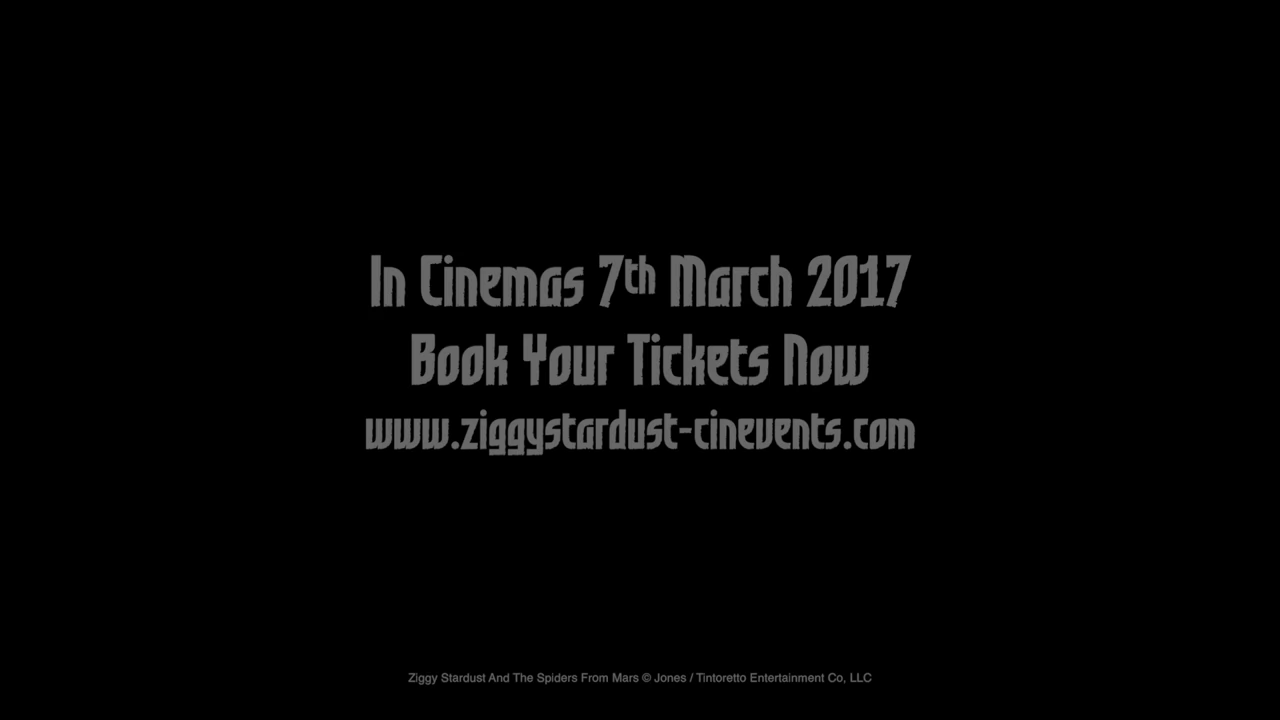 In Cinemas 7th March 2017
Book Your Tickets Now
www.ziggystardust-cinevents.com
Ziggy Stardust And The Spiders From Mars © Jones / Tintoretto Entertainment Co, LLC